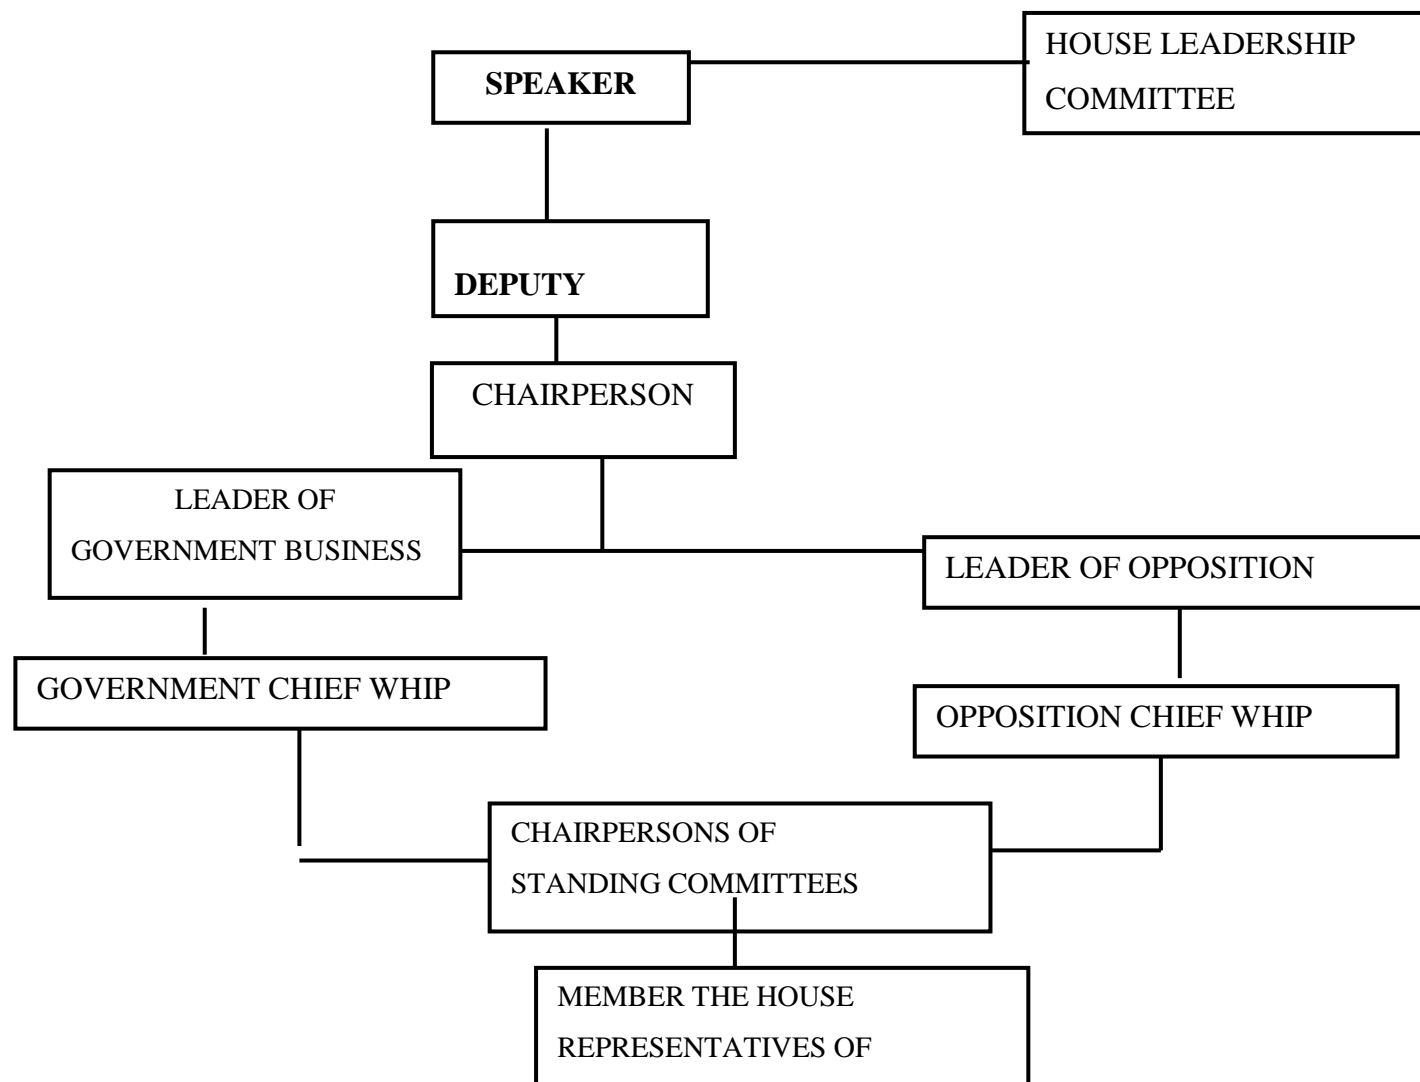 SPEAKER
HOUSE LEADERSHIP
COMMITTEE
DEPUTY
CHAIRPERSON
LEADER OF
GOVERNMENT BUSINESS
LEADER OF OPPOSITION
GOVERNMENT CHIEF WHIP
OPPOSITION CHIEF WHIP
CHAIRPERSONS OF
STANDING COMMITTEES
MEMBER THE HOUSE
REPRESENTATIVES OF